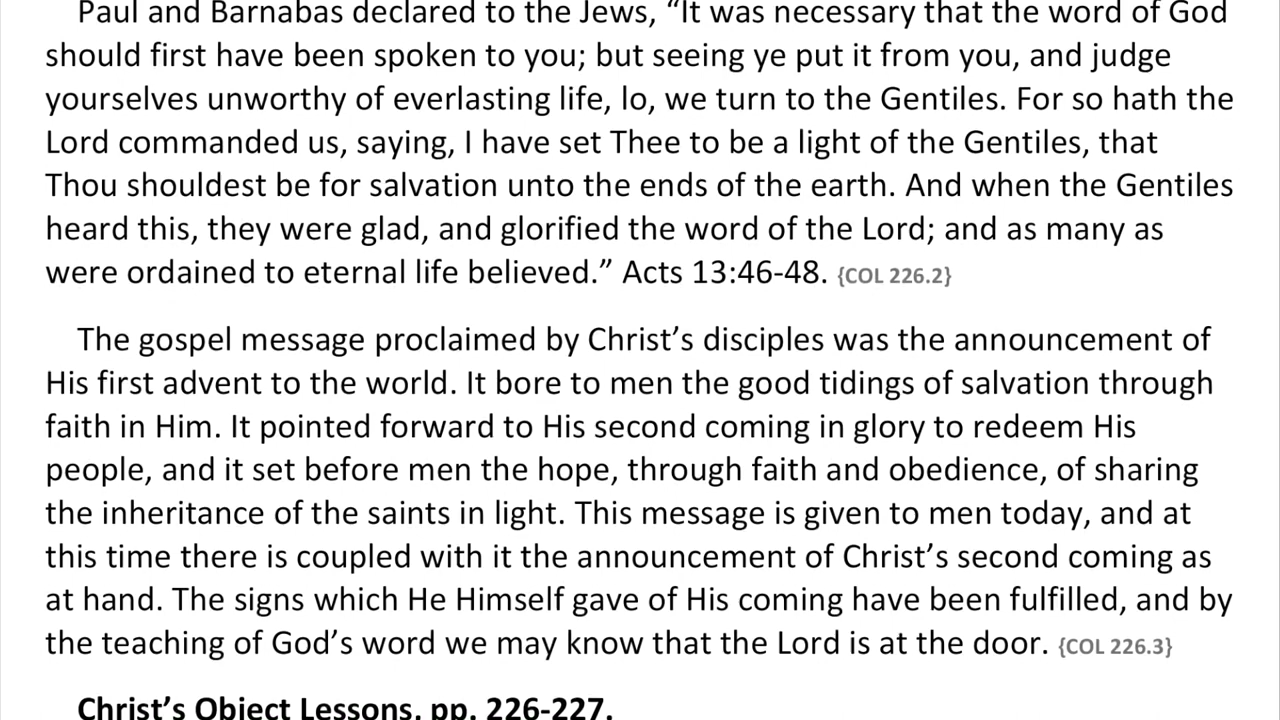 Paul and Barnabas declared to the Jews, “It was necessary that the word of God
should first have been spoken to you; but seeing ye put it from you, and judge
yourselves unworthy of everlasting life, lo, we turn to the Gentiles. For so hath the
Lord commanded us, saying, I have set Thee to be a light of the Gentiles, that
Thou shouldest be for salvation unto the ends of the earth. And when the Gentiles
heard this, they were glad, and glorified the word of the Lord; and as many as
were ordained to eternal life believed.” Acts 13:46-48. {COL 226.2}
The gospel message proclaimed by Christ’s disciples was the announcement of
His first advent to the world. It bore to men the good tidings of salvation through
faith in Him. It pointed forward to His second coming in glory to redeem His
people, and it set before men the hope, through faith and obedience, of sharing
the inheritance of the saints in light. This message is given to men today, and at
this time there is coupled with it the announcement of Christ’s second coming as
at hand. The signs which He Himself gave of His coming have been fulfilled, and by
the teaching of God’s word we may know that the Lord is at the door. {COL 226.3}
Christ’s Object Lessons, pp. 226-227.